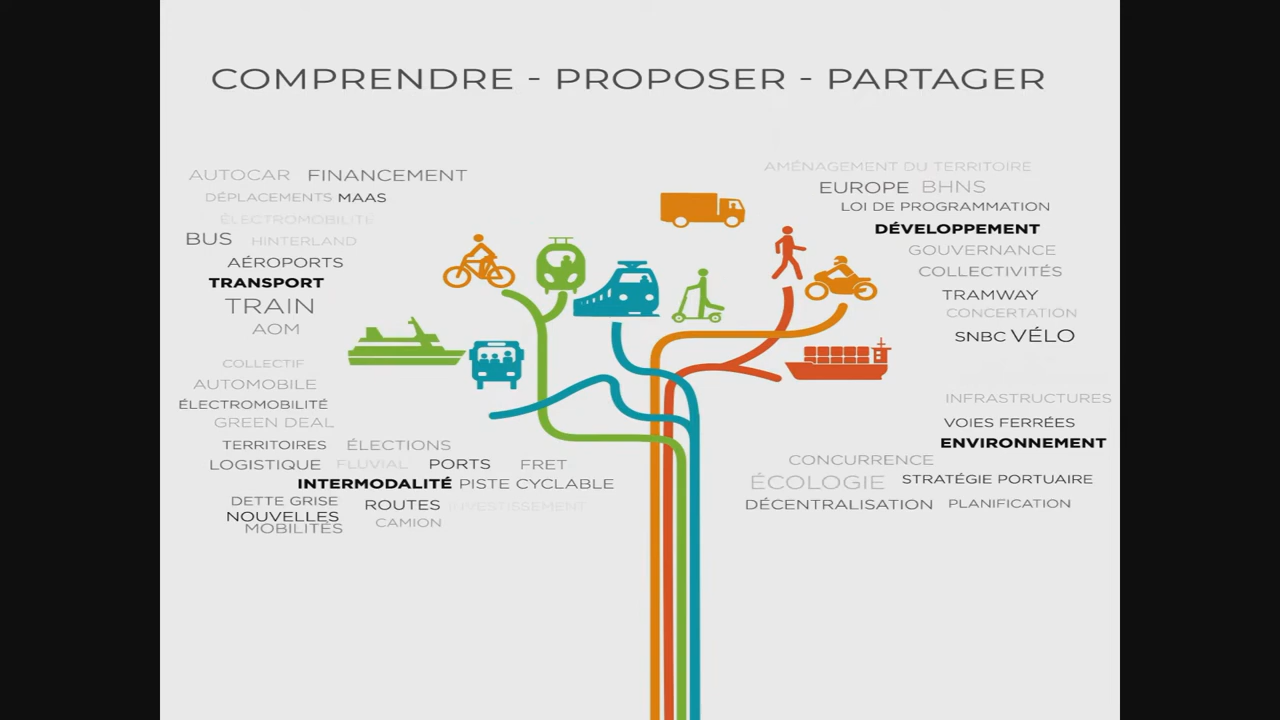 COMPRENDRE - PROPOSER - PARTAGER
AUTOCAR FINANCEMENT
DÉPLACEMENTS MAAS
ÉLECTROMOBILITÉ
BUS HINTERLAND
AÉROPORTS
TRANSPORT
TRAIN
AOM
COLLECTIF
AUTOMOBILE
ÉLECTROMOBILITÉ
GREEN DEAL
TERRITOIRES ÉLECTIONS
LOGISTIQUE FLUVIAL PORTS FRET
INTERMODALITÉ PISTE CYCLABLE
DETTE GRISE
ROUTES INVESTISSEMENT
NOUVELLES
MOBILITÉS
CAMION
AMÉNAGEMENT DU TERRITOIRE
EUROPE BHNS
LOI DE PROGRAMMATION
DÉVELOPPEMENT
GOUVERNANCE
COLLECTIVITÉS
TRAMWAY
CONCERTATION
SNBC VÉLO
INFRASTRUCTURES
VOIES FERRÉES
ENVIRONNEMENT
CONCURRENCE
ÉCOLOGIE STRATÉGIE PORTUAIRE
DÉCENTRALISATION PLANIFICATION